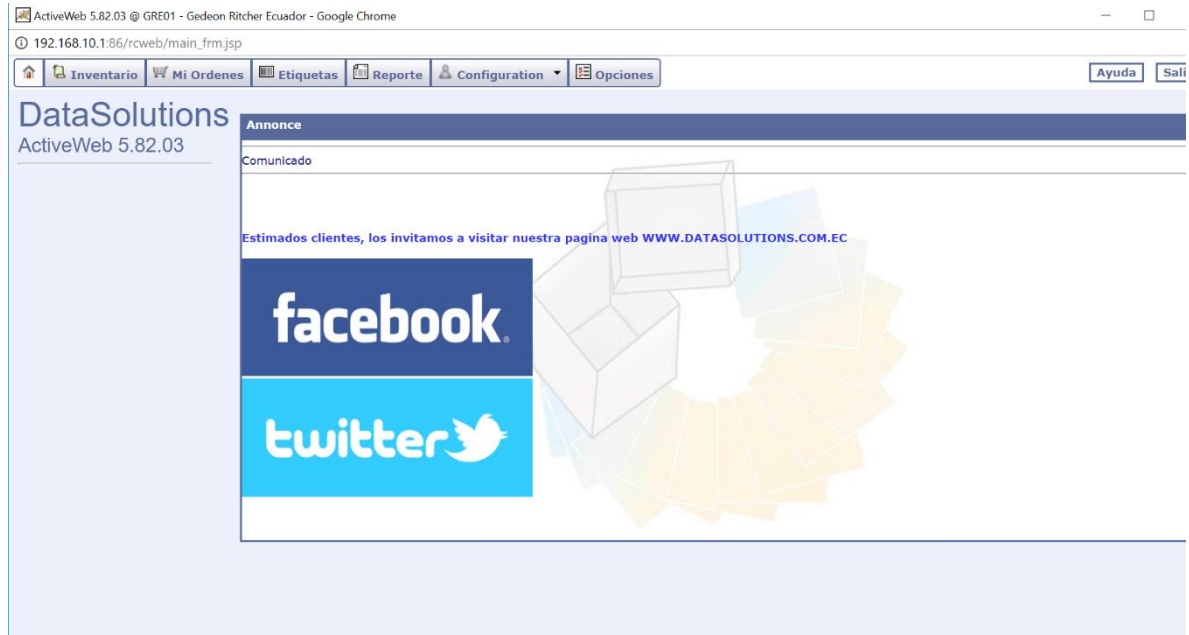 ActiveWeb 5.82.03 @ GRE01 - Gedeon Ritcher Ecuador - Google Chrome
192.168.10.1:86/rcweb/main_frm.jsp
Inventario Mi Ordenes Etiquetas Reporte Configuration Opciones Ayuda Sali
DataSolutions
ActiveWeb 5.82.03
Annonce
Comunicado
Estimados clientes, los invitamos a visitar nuestra pagina web WWW.DATASOLUTIONS.COM.EC
facebook®
twitter